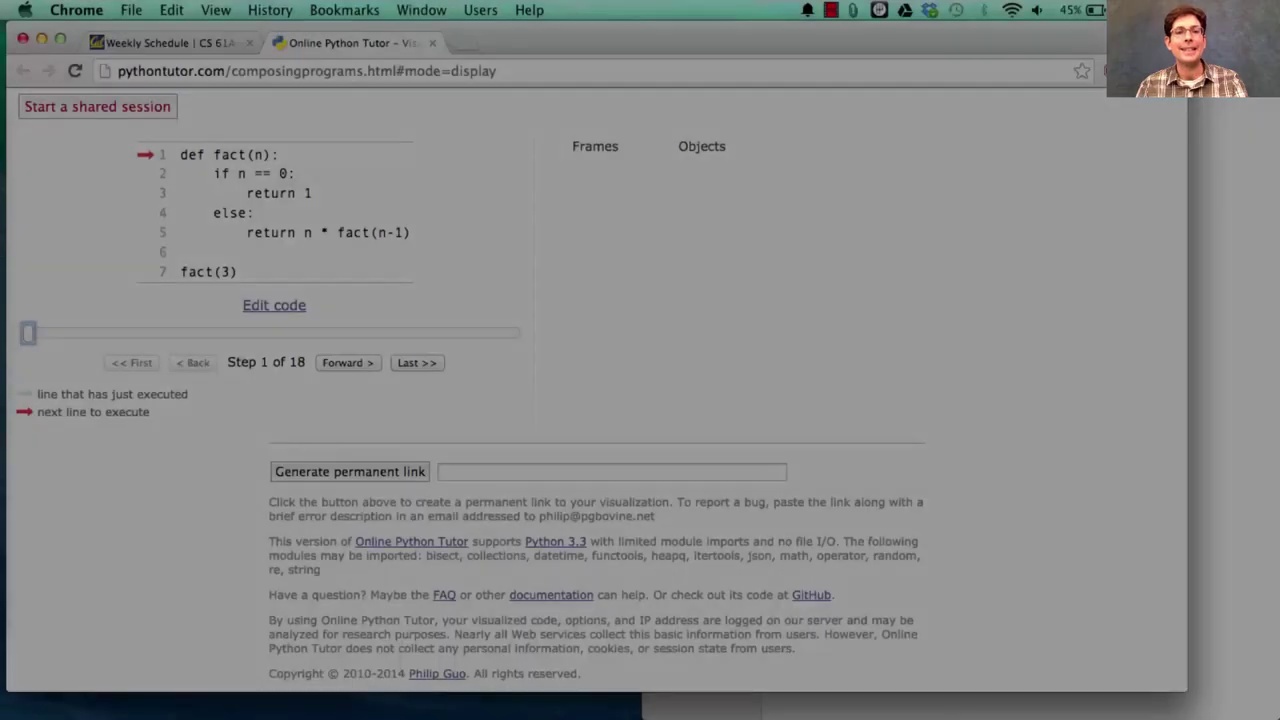 Chrome File Edit View History Bookmarks Window Users Help 45%
Weekly Schedule | CS 61A
Online Python Tutor – Vis
pythontutor.com/composingprograms.html#mode=display
Start a shared session
Frames Objects
1 def fact(n):
2 if n == 0:
3 return 1
4 else:
5 return n * fact(n-1)
6
7 fact(3)
Edit code
<< First < Back Step 1 of 18 Forward > Last >>
line that has just executed
next line to execute
Generate permanent link
Click the button above to create a permanent link to your visualization. To report a bug, paste the link along with a
brief error description in an email addressed to philip@pgbovine.net
This version of Online Python Tutor supports Python 3.3 with limited module imports and no file I/O. The following
modules may be imported: bisect, collections, datetime, functools, heapq, itertools, json, math, operator, random,
re, string
Have a question? Maybe the FAQ or other documentation can help. Or check out its code at GitHub.
By using Online Python Tutor, your visualized code, options, and IP address are logged on our server and may be
analyzed for research purposes. Nearly all Web services collect this basic information from users. However, Online
Python Tutor does not collect any personal information, cookies, or session state from users.
Copyright © 2010-2014 Philip Guo. All rights reserved.